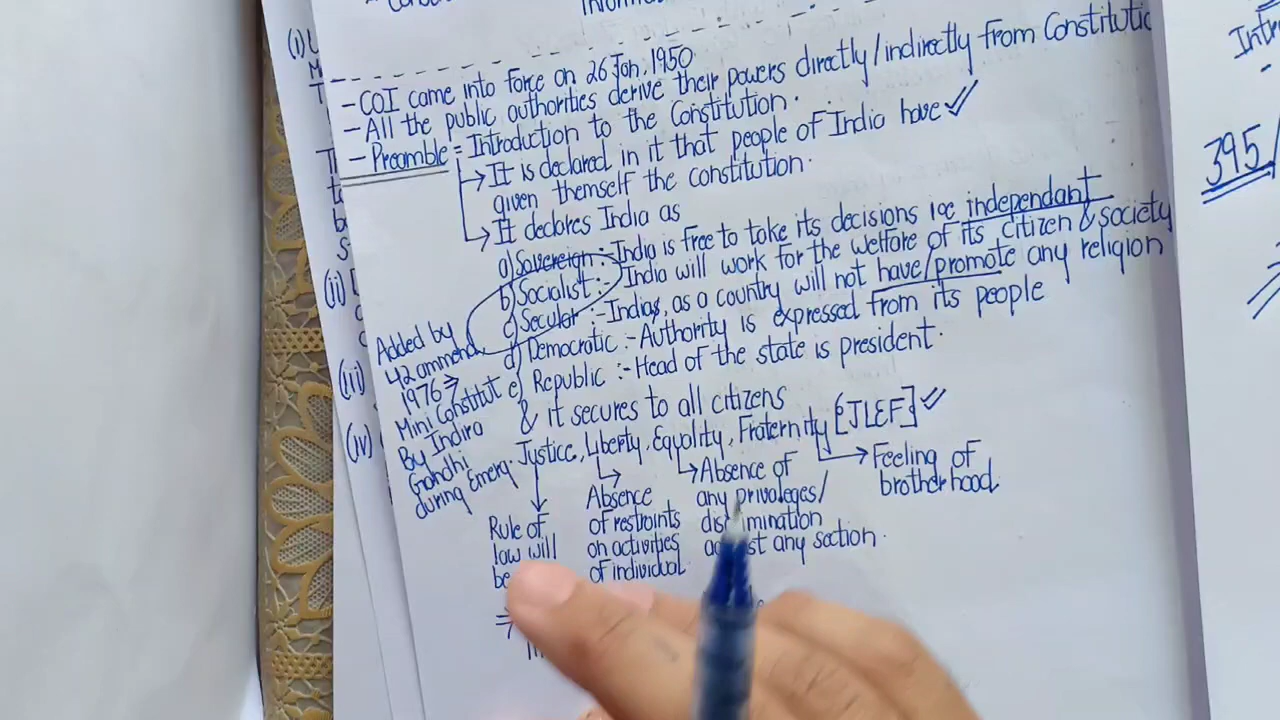 - COI came into force on 26 Jan, 1950
- All the public authorities derive their powers directly/indirectly from
- Preamble = Introduction to the Constitution.
→ It is declared in it that people of India have ✓
given themself the constitution.
→ It declares India as
a) Sovereign :- India is free to take its decisions i.e independant
b) Socialist :- India will work for the welfare of its citizen & society
c) Secular :- India, as a country will not have/promote any religion
d) Democratic :- Authority is expressed from its people
e) Republic :- Head of the state is president.
Added by
42 ammend.
1976 ⇒
Mini Constitut
By Indira
Gandhi
during Emerg.
& it secures to all citizens
Justice, Liberty, Equality, Fraternity [JLEF] ✓
Rule of
law will
be
Absence
of restraints
on activities
of individual
→ Absence of
any privaleges/
against any section.
→ Feeling of
brotherhood
(i)
(ii)
(iii)
(iv)
395